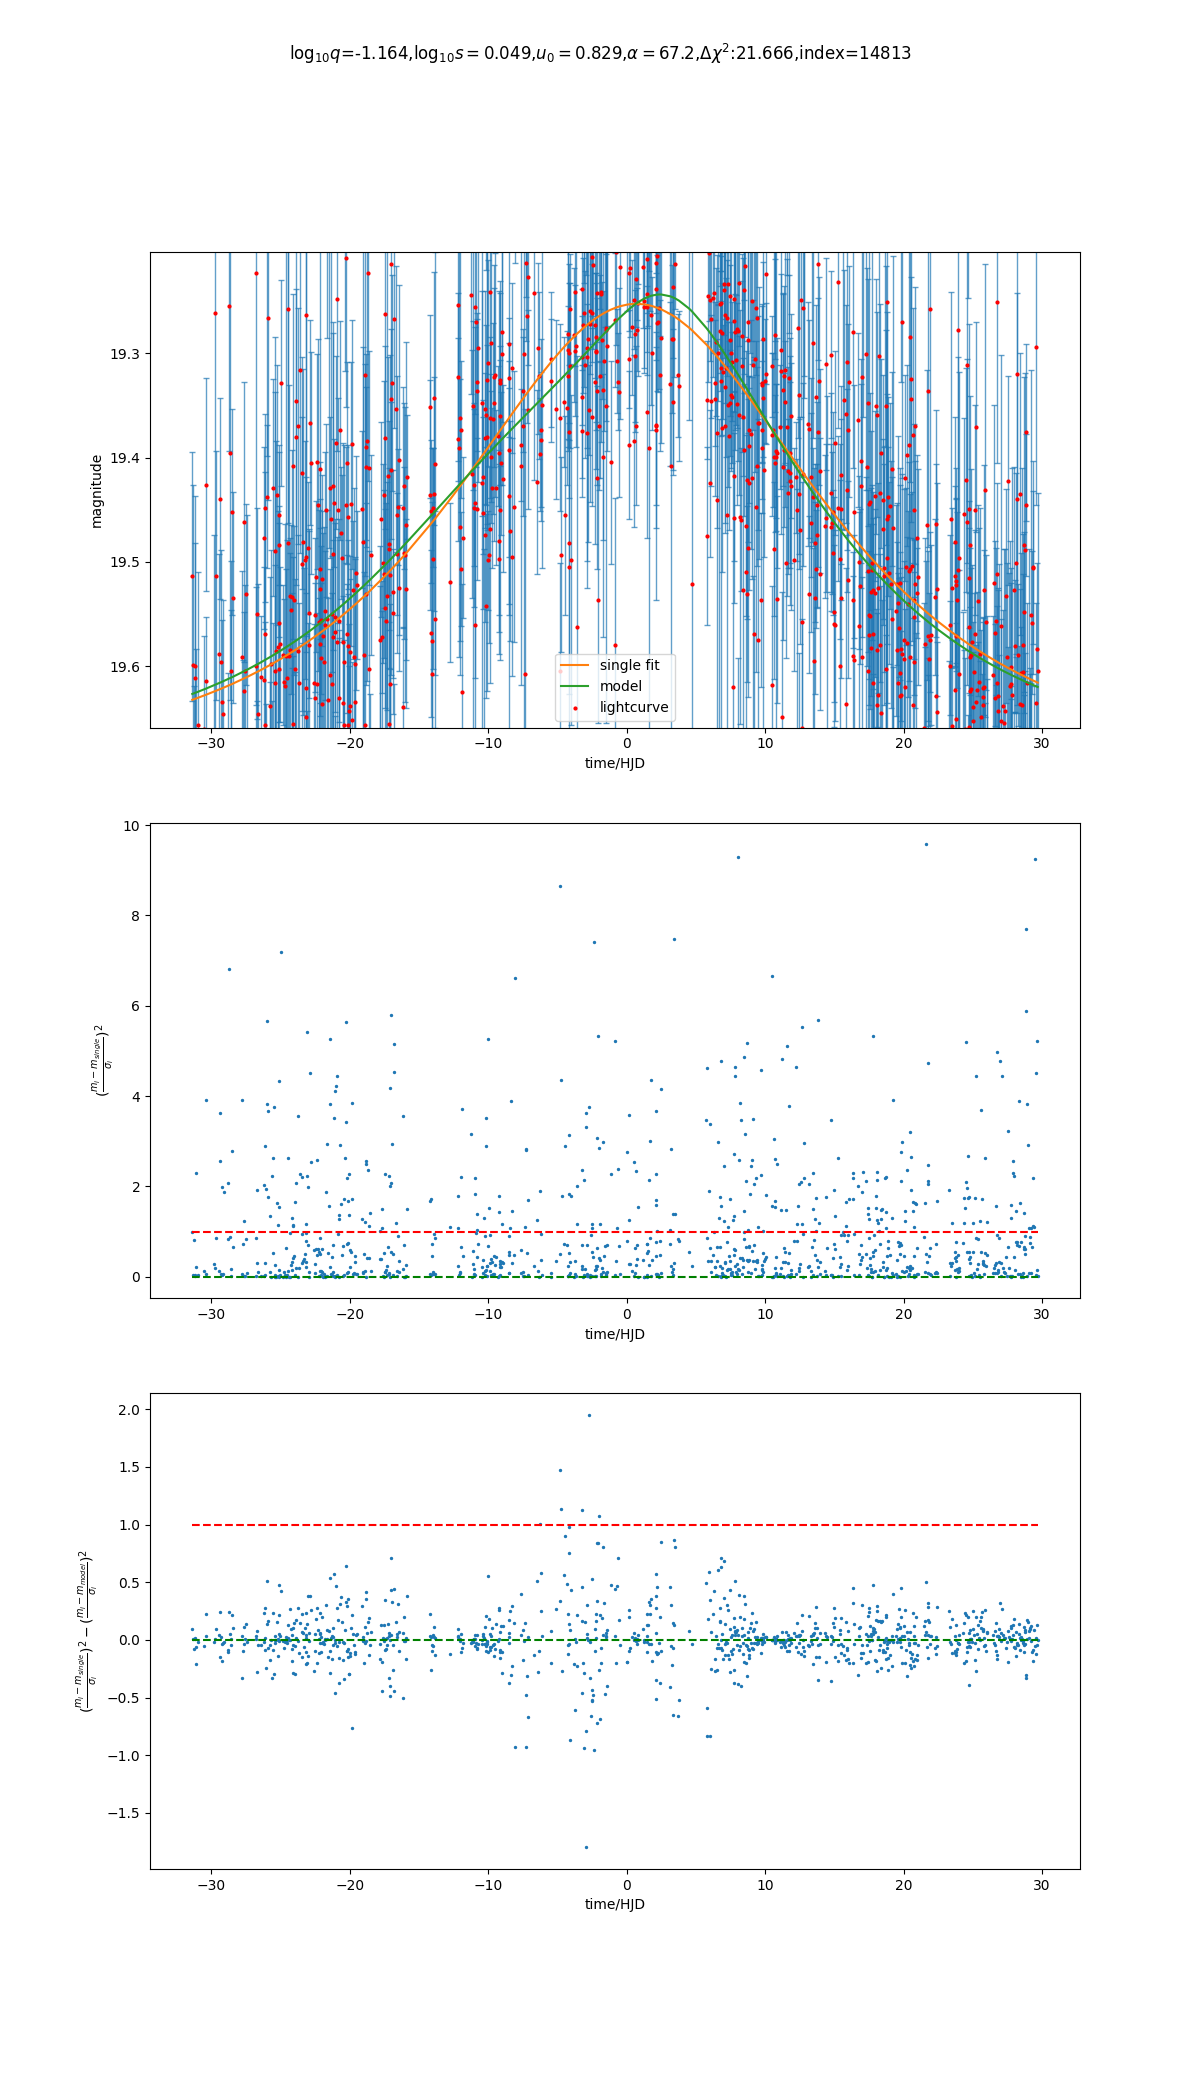 log₁₀q=-1.164,log₁₀s = 0.049,u₀ = 0.829,α = 67.2,Δχ²:21.666,index=14813
19.3
19.4
19.5
19.6
magnitude
single fit
model
lightcurve
−30 −20 −10 0 10 20 30
time/HJD
10
8
6
4
2
0
(mᵢ−m_single/σᵢ)²
−30 −20 −10 0 10 20 30
time/HJD
2.0
1.5
1.0
0.5
0.0
−0.5
−1.0
−1.5
(mᵢ−m_single/σᵢ)² − (mᵢ−m_model/σᵢ)²
−30 −20 −10 0 10 20 30
time/HJD